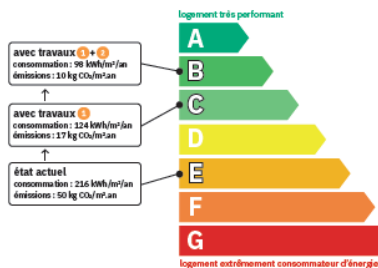 logement très performant
A
avec travaux 1 + 2
consommation : 98 kWh/m²/an
émissions : 10 kg CO₂/m².an
B
avec travaux 1
consommation : 124 kWh/m²/an
émissions : 17 kg CO₂/m².an
C
D
état actuel
consommation : 216 kWh/m²/an
émissions : 50 kg CO₂/m².an
E
F
G
logement extrêmement consommateur d'énergie